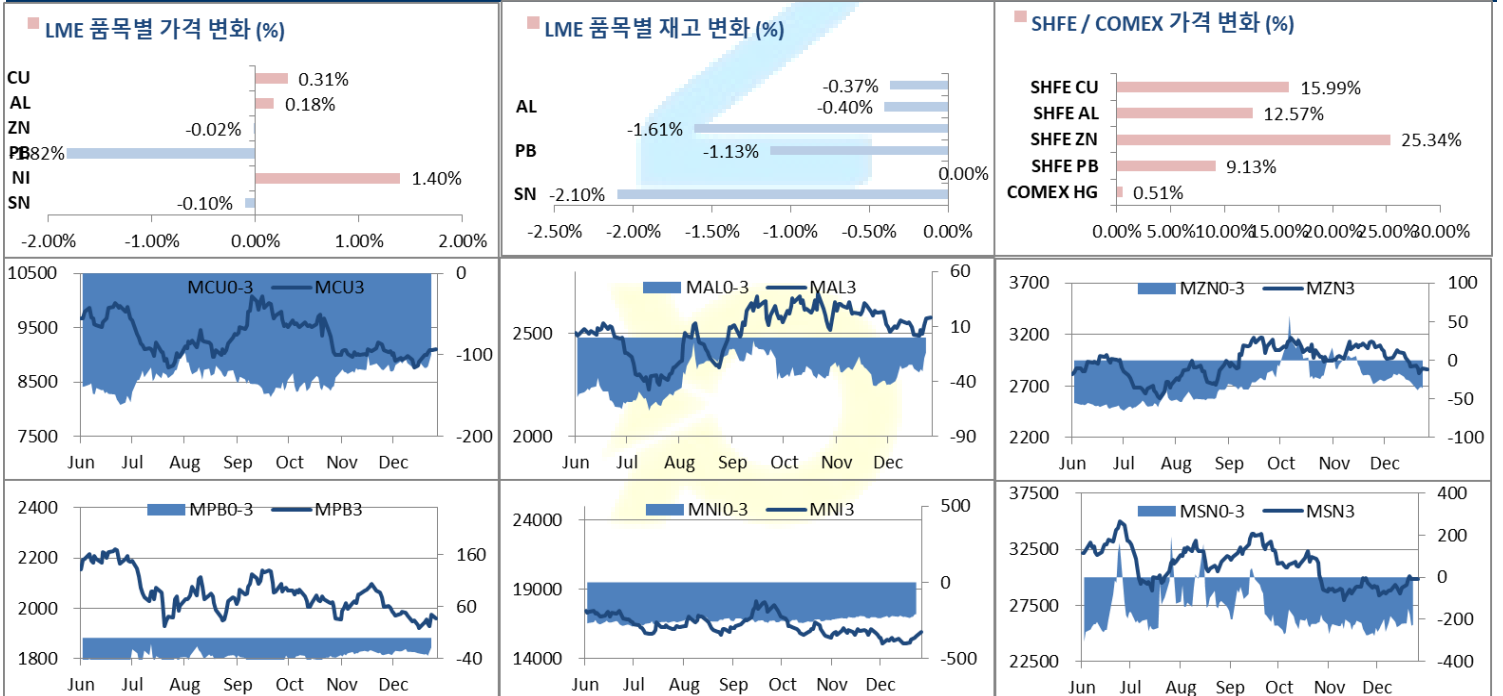 LME 품목별 가격 변화 (%)
CU 0.31%
AL 0.18%
ZN -0.02%
PB -1.82%
NI 1.40%
SN -0.10%
-2.00% -1.00% 0.00% 1.00% 2.00%
LME 품목별 재고 변화 (%)
-0.37%
AL -0.40%
-1.61%
PB -1.13%
0.00%
SN -2.10%
-2.50% -2.00% -1.50% -1.00% -0.50% 0.00%
SHFE / COMEX 가격 변화 (%)
SHFE CU 15.99%
SHFE AL 12.57%
SHFE ZN 25.34%
SHFE PB 9.13%
COMEX HG 0.51%
0.00% 5.00% 10.00% 15.00% 20.00% 25.00% 30.00%
MCU0-3 MCU3
10500 0
9500 -100
8500
7500 -200
Jun Jul Aug Sep Oct Nov Dec
MAL0-3 MAL3
60
2500 10
-40
2000 -90
Jun Jul Aug Sep Oct Nov Dec
MZN0-3 MZN3
3700 100
50
3200
0
2700
-50
2200 -100
Jun Jul Aug Sep Oct Nov Dec
MPB0-3 MPB3
2400
2200 160
2000 60
1800 -40
Jun Jul Aug Sep Oct Nov Dec
MNI0-3 MNI3
24000 500
19000 0
14000 -500
Jun Jul Aug Sep Oct Nov Dec
MSN0-3 MSN3
37500 400
200
32500
0
27500
-200
22500 -400
Jun Jul Aug Sep Oct Nov Dec